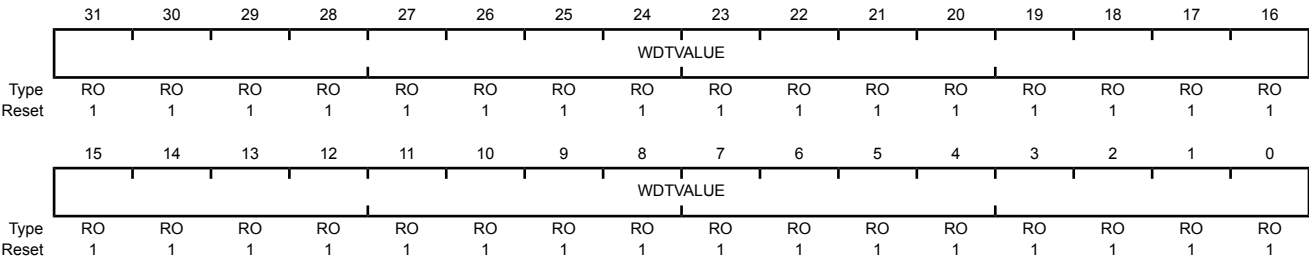 31 30 29 28 27 26 25 24 23 22 21 20 19 18 17 16
WDTVALUE
Type RO RO RO RO RO RO RO RO RO RO RO RO RO RO RO RO
Reset 1 1 1 1 1 1 1 1 1 1 1 1 1 1 1 1
15 14 13 12 11 10 9 8 7 6 5 4 3 2 1 0
WDTVALUE
Type RO RO RO RO RO RO RO RO RO RO RO RO RO RO RO RO
Reset 1 1 1 1 1 1 1 1 1 1 1 1 1 1 1 1